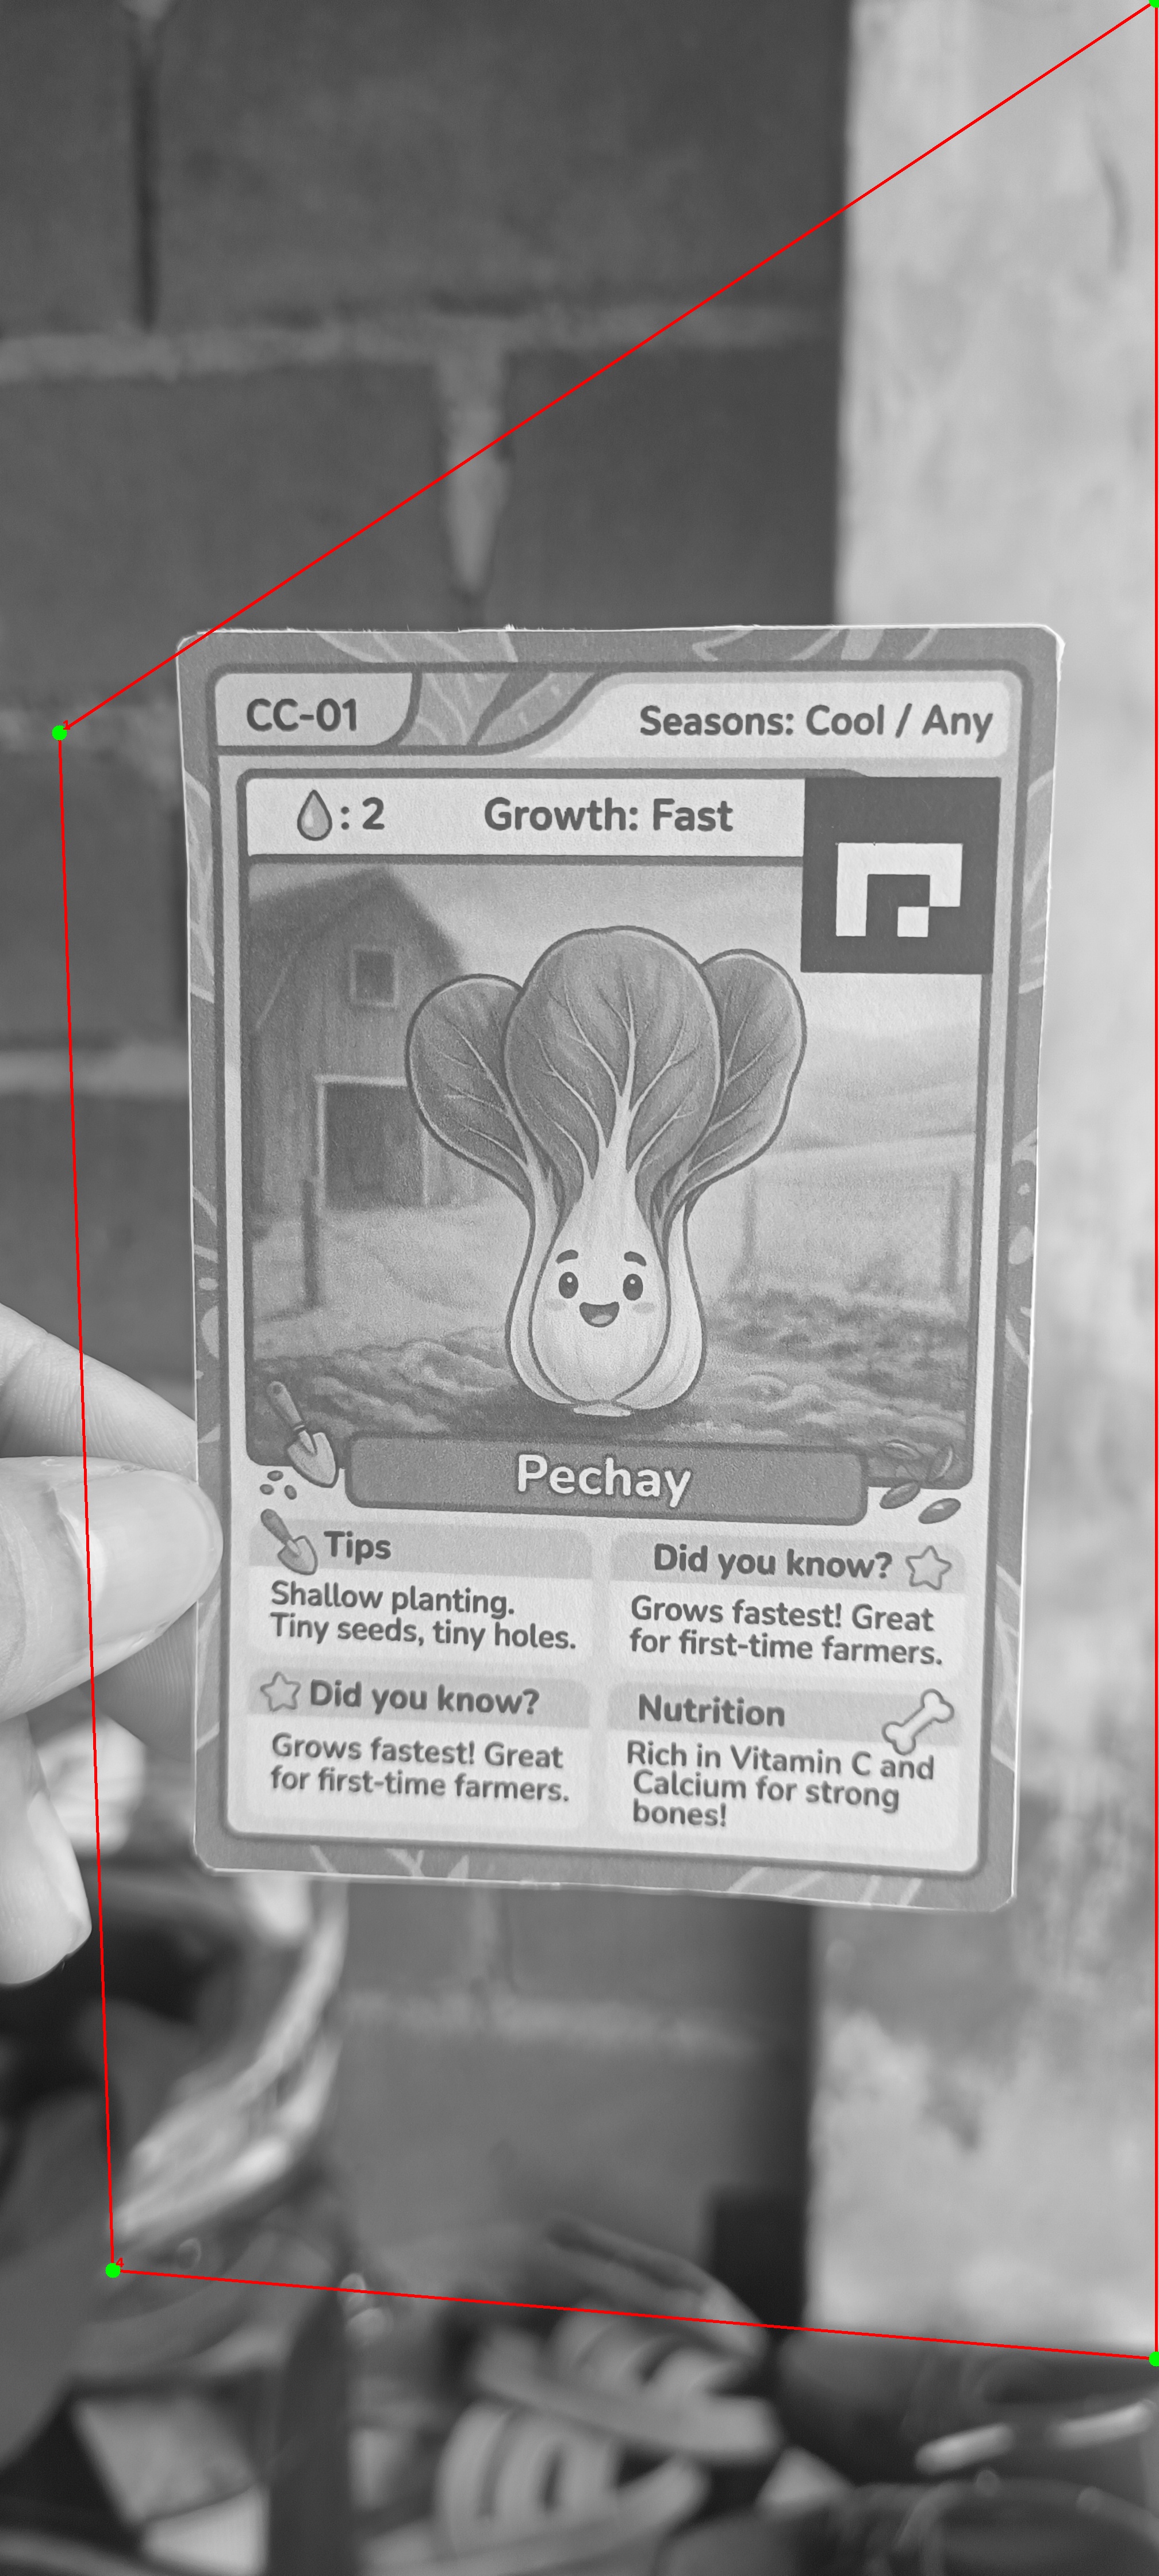 CC-01
Seasons: Cool / Any
: 2
Growth: Fast
Pechay
Tips
Shallow planting.
Tiny seeds, tiny holes.
Did you know?
Grows fastest! Great
for first-time farmers.
Did you know?
Grows fastest! Great
for first-time farmers.
Nutrition
Rich in Vitamin C and
Calcium for strong
bones!
1
4